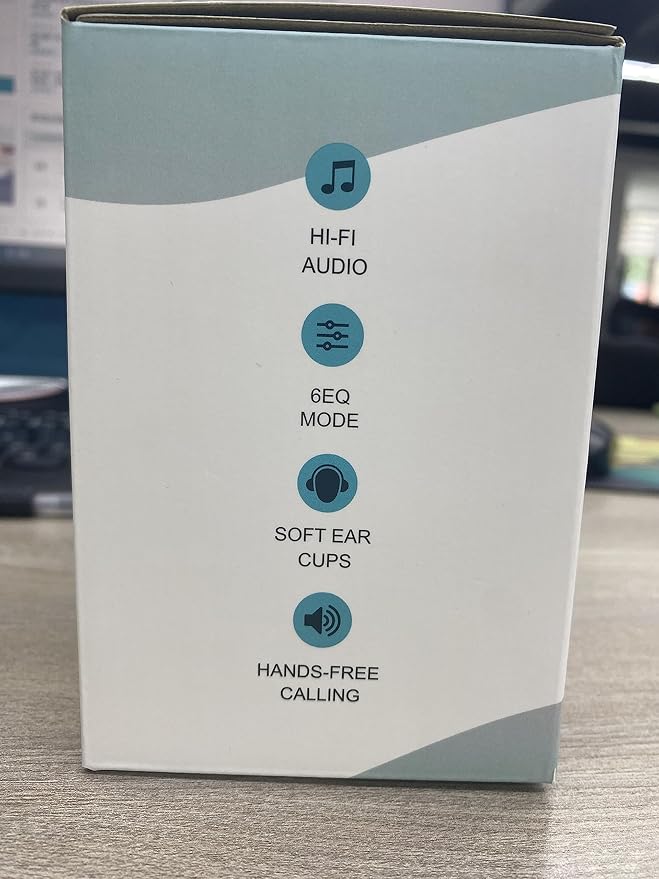 HI-FI
AUDIO
6EQ
MODE
SOFT EAR
CUPS
HANDS-FREE
CALLING